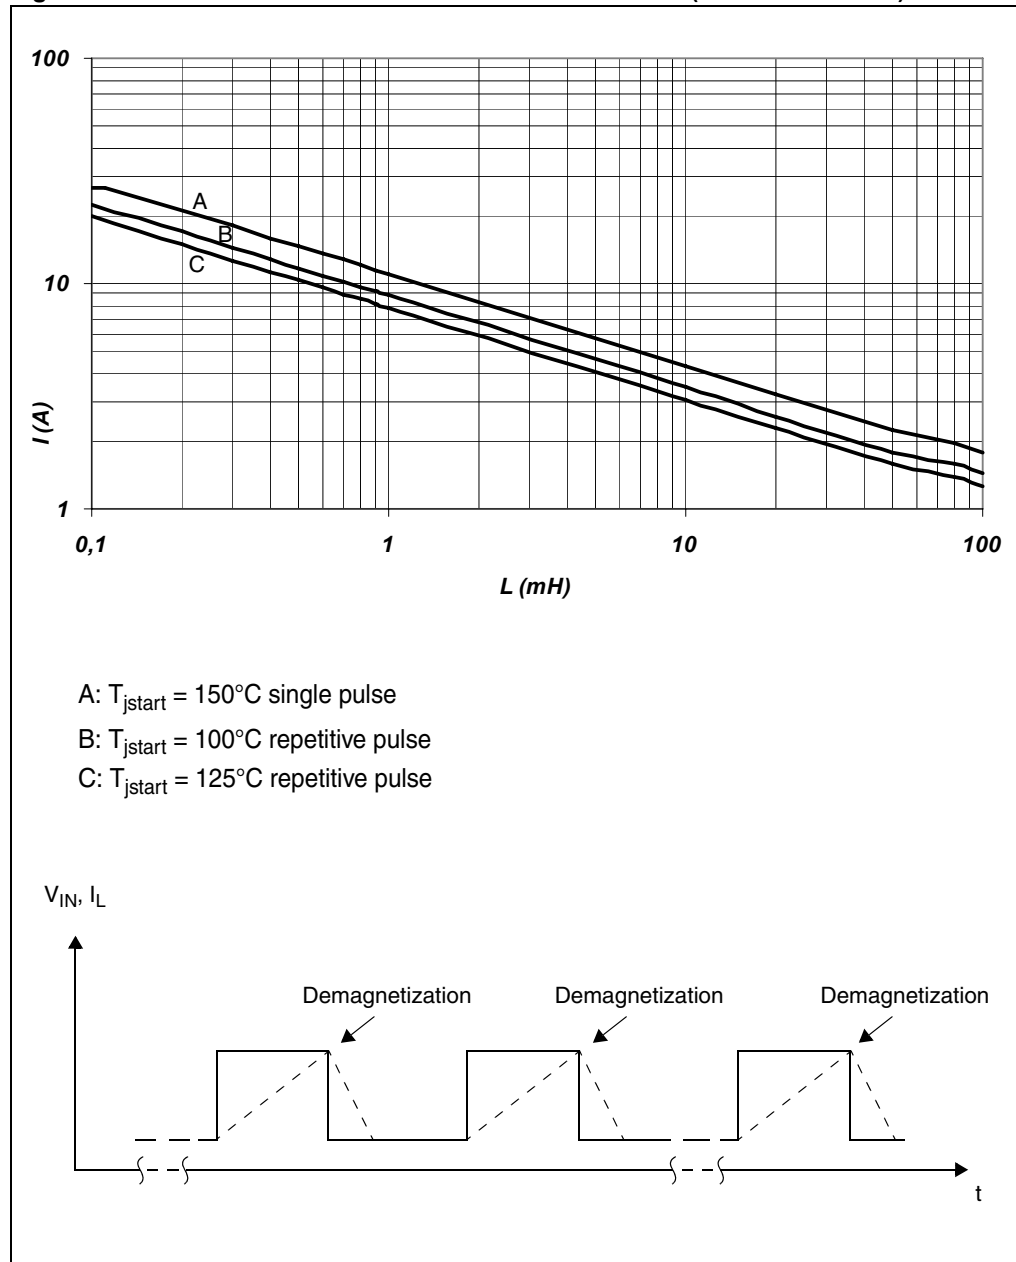 100
A
B
C
10
I (A)
1
0,1 1 10 100
L (mH)
A: Tjstart = 150°C single pulse
B: Tjstart = 100°C repetitive pulse
C: Tjstart = 125°C repetitive pulse
VIN, IL
Demagnetization Demagnetization Demagnetization
t